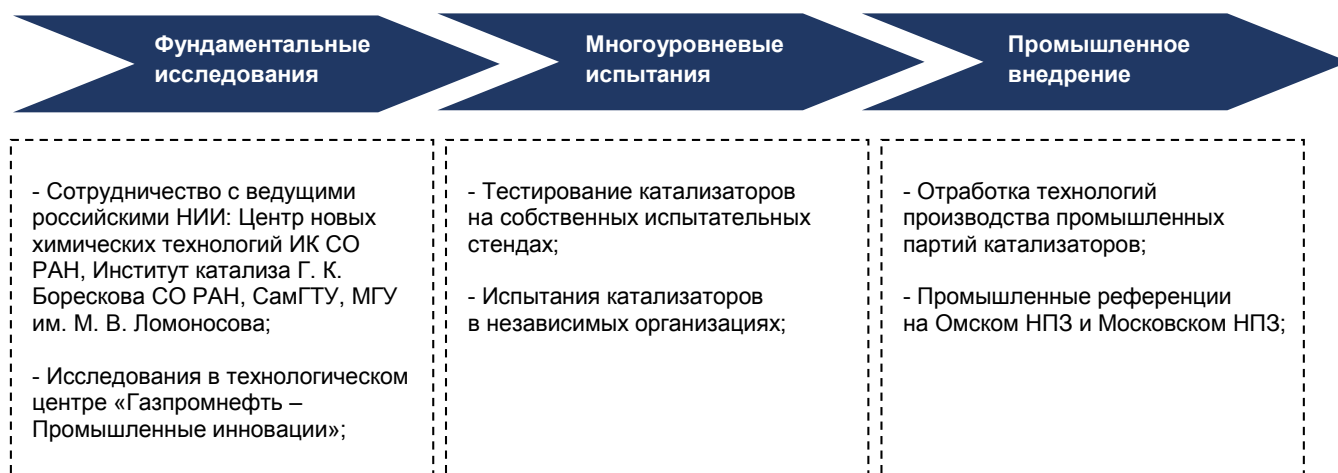 Фундаментальные
исследования
Многоуровневые
испытания
Промышленное
внедрение
- Сотрудничество с ведущими
российскими НИИ: Центр новых
химических технологий ИК СО
РАН, Институт катализа Г. К.
Борескова СО РАН, СамГТУ, МГУ
им. М. В. Ломоносова;
- Исследования в технологическом
центре «Газпромнефть –
Промышленные инновации»;
- Тестирование катализаторов
на собственных испытательных
стендах;
- Испытания катализаторов
в независимых организациях;
- Отработка технологий
производства промышленных
партий катализаторов;
- Промышленные референции
на Омском НПЗ и Московском НПЗ;